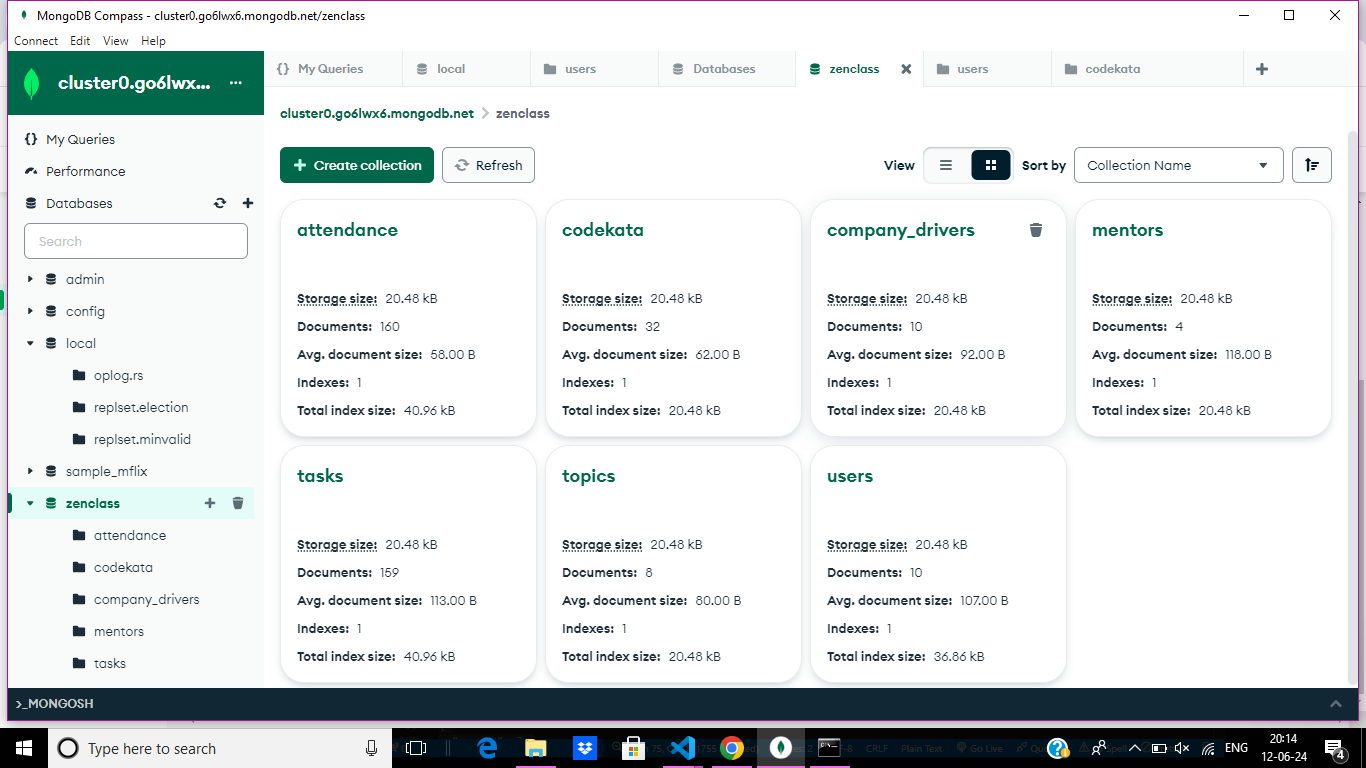 MongoDB Compass - cluster0.go6lwx6.mongodb.net/zenclass
Connect Edit View Help
cluster0.go6lwx... ...
My Queries
Performance
Databases
Search
admin
config
local
oplog.rs
replset.election
replset.minvalid
sample_mflix
zenclass
attendance
codekata
company_drivers
mentors
tasks
My Queries local users Databases zenclass users codekata
cluster0.go6lwx6.mongodb.net > zenclass
+ Create collection Refresh View Sort by Collection Name
attendance
Storage size: 20.48 kB
Documents: 160
Avg. document size: 58.00 B
Indexes: 1
Total index size: 40.96 kB
codekata
Storage size: 20.48 kB
Documents: 32
Avg. document size: 62.00 B
Indexes: 1
Total index size: 20.48 kB
company_drivers
Storage size: 20.48 kB
Documents: 10
Avg. document size: 92.00 B
Indexes: 1
Total index size: 20.48 kB
mentors
Storage size: 20.48 kB
Documents: 4
Avg. document size: 118.00 B
Indexes: 1
Total index size: 20.48 kB
tasks
Storage size: 20.48 kB
Documents: 159
Avg. document size: 113.00 B
Indexes: 1
Total index size: 40.96 kB
topics
Storage size: 20.48 kB
Documents: 8
Avg. document size: 80.00 B
Indexes: 1
Total index size: 20.48 kB
users
Storage size: 20.48 kB
Documents: 10
Avg. document size: 107.00 B
Indexes: 1
Total index size: 36.86 kB
>_MONGOSH
Type here to search
CRLF Plain Text Go Live
ENG
20:14
12-06-24
4